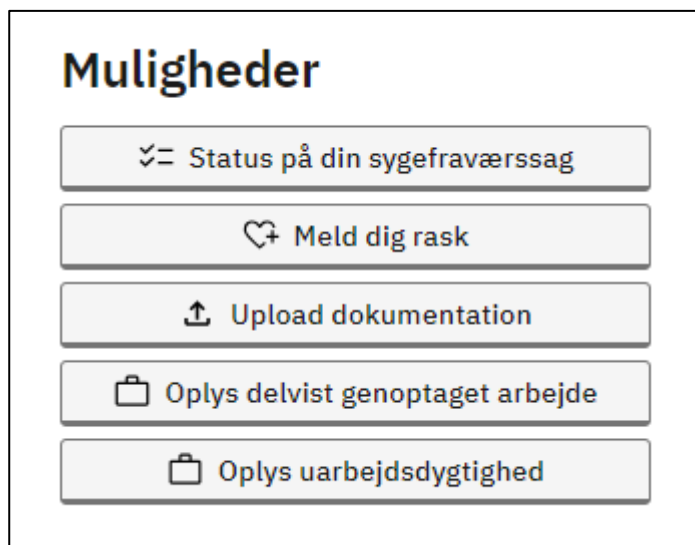 Muligheder
Status på din sygefraværssag
Meld dig rask
Upload dokumentation
Oplys delvist genoptaget arbejde
Oplys uarbejdsdygtighed